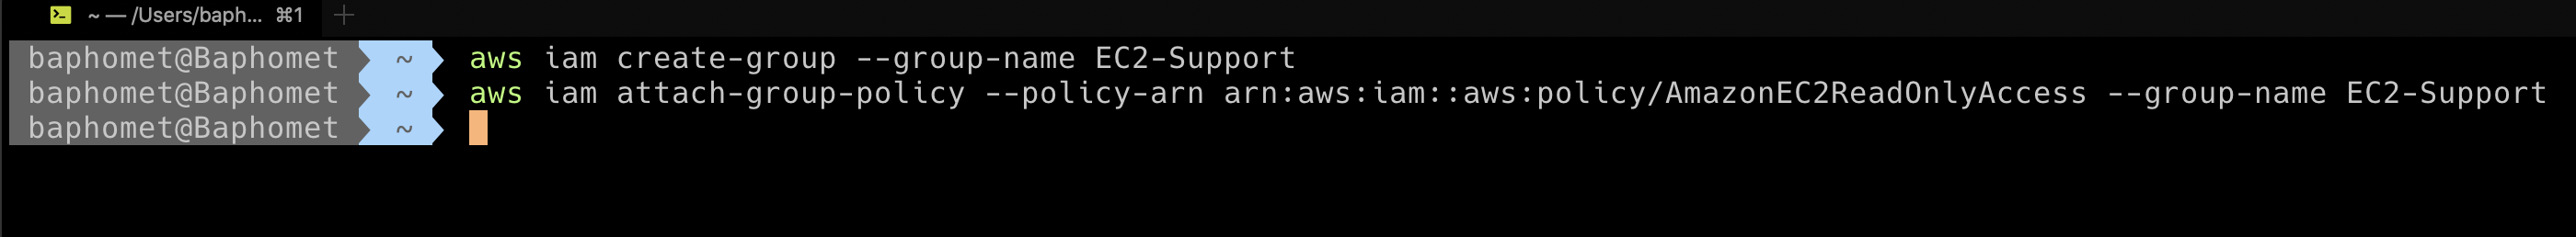 ~ — /Users/baph... ⌘1
baphomet@Baphomet ~ aws iam create-group --group-name EC2-Support
baphomet@Baphomet ~ aws iam attach-group-policy --policy-arn arn:aws:iam::aws:policy/AmazonEC2ReadOnlyAccess --group-name EC2-Support
baphomet@Baphomet ~